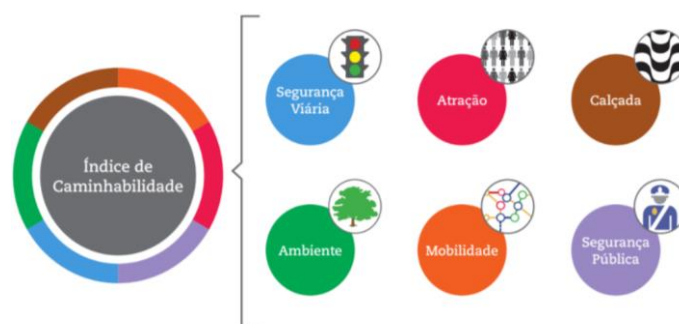 Índice de
Caminhabilidade
Segurança
Viária
Atração
Calçada
Ambiente
Mobilidade
Segurança
Pública